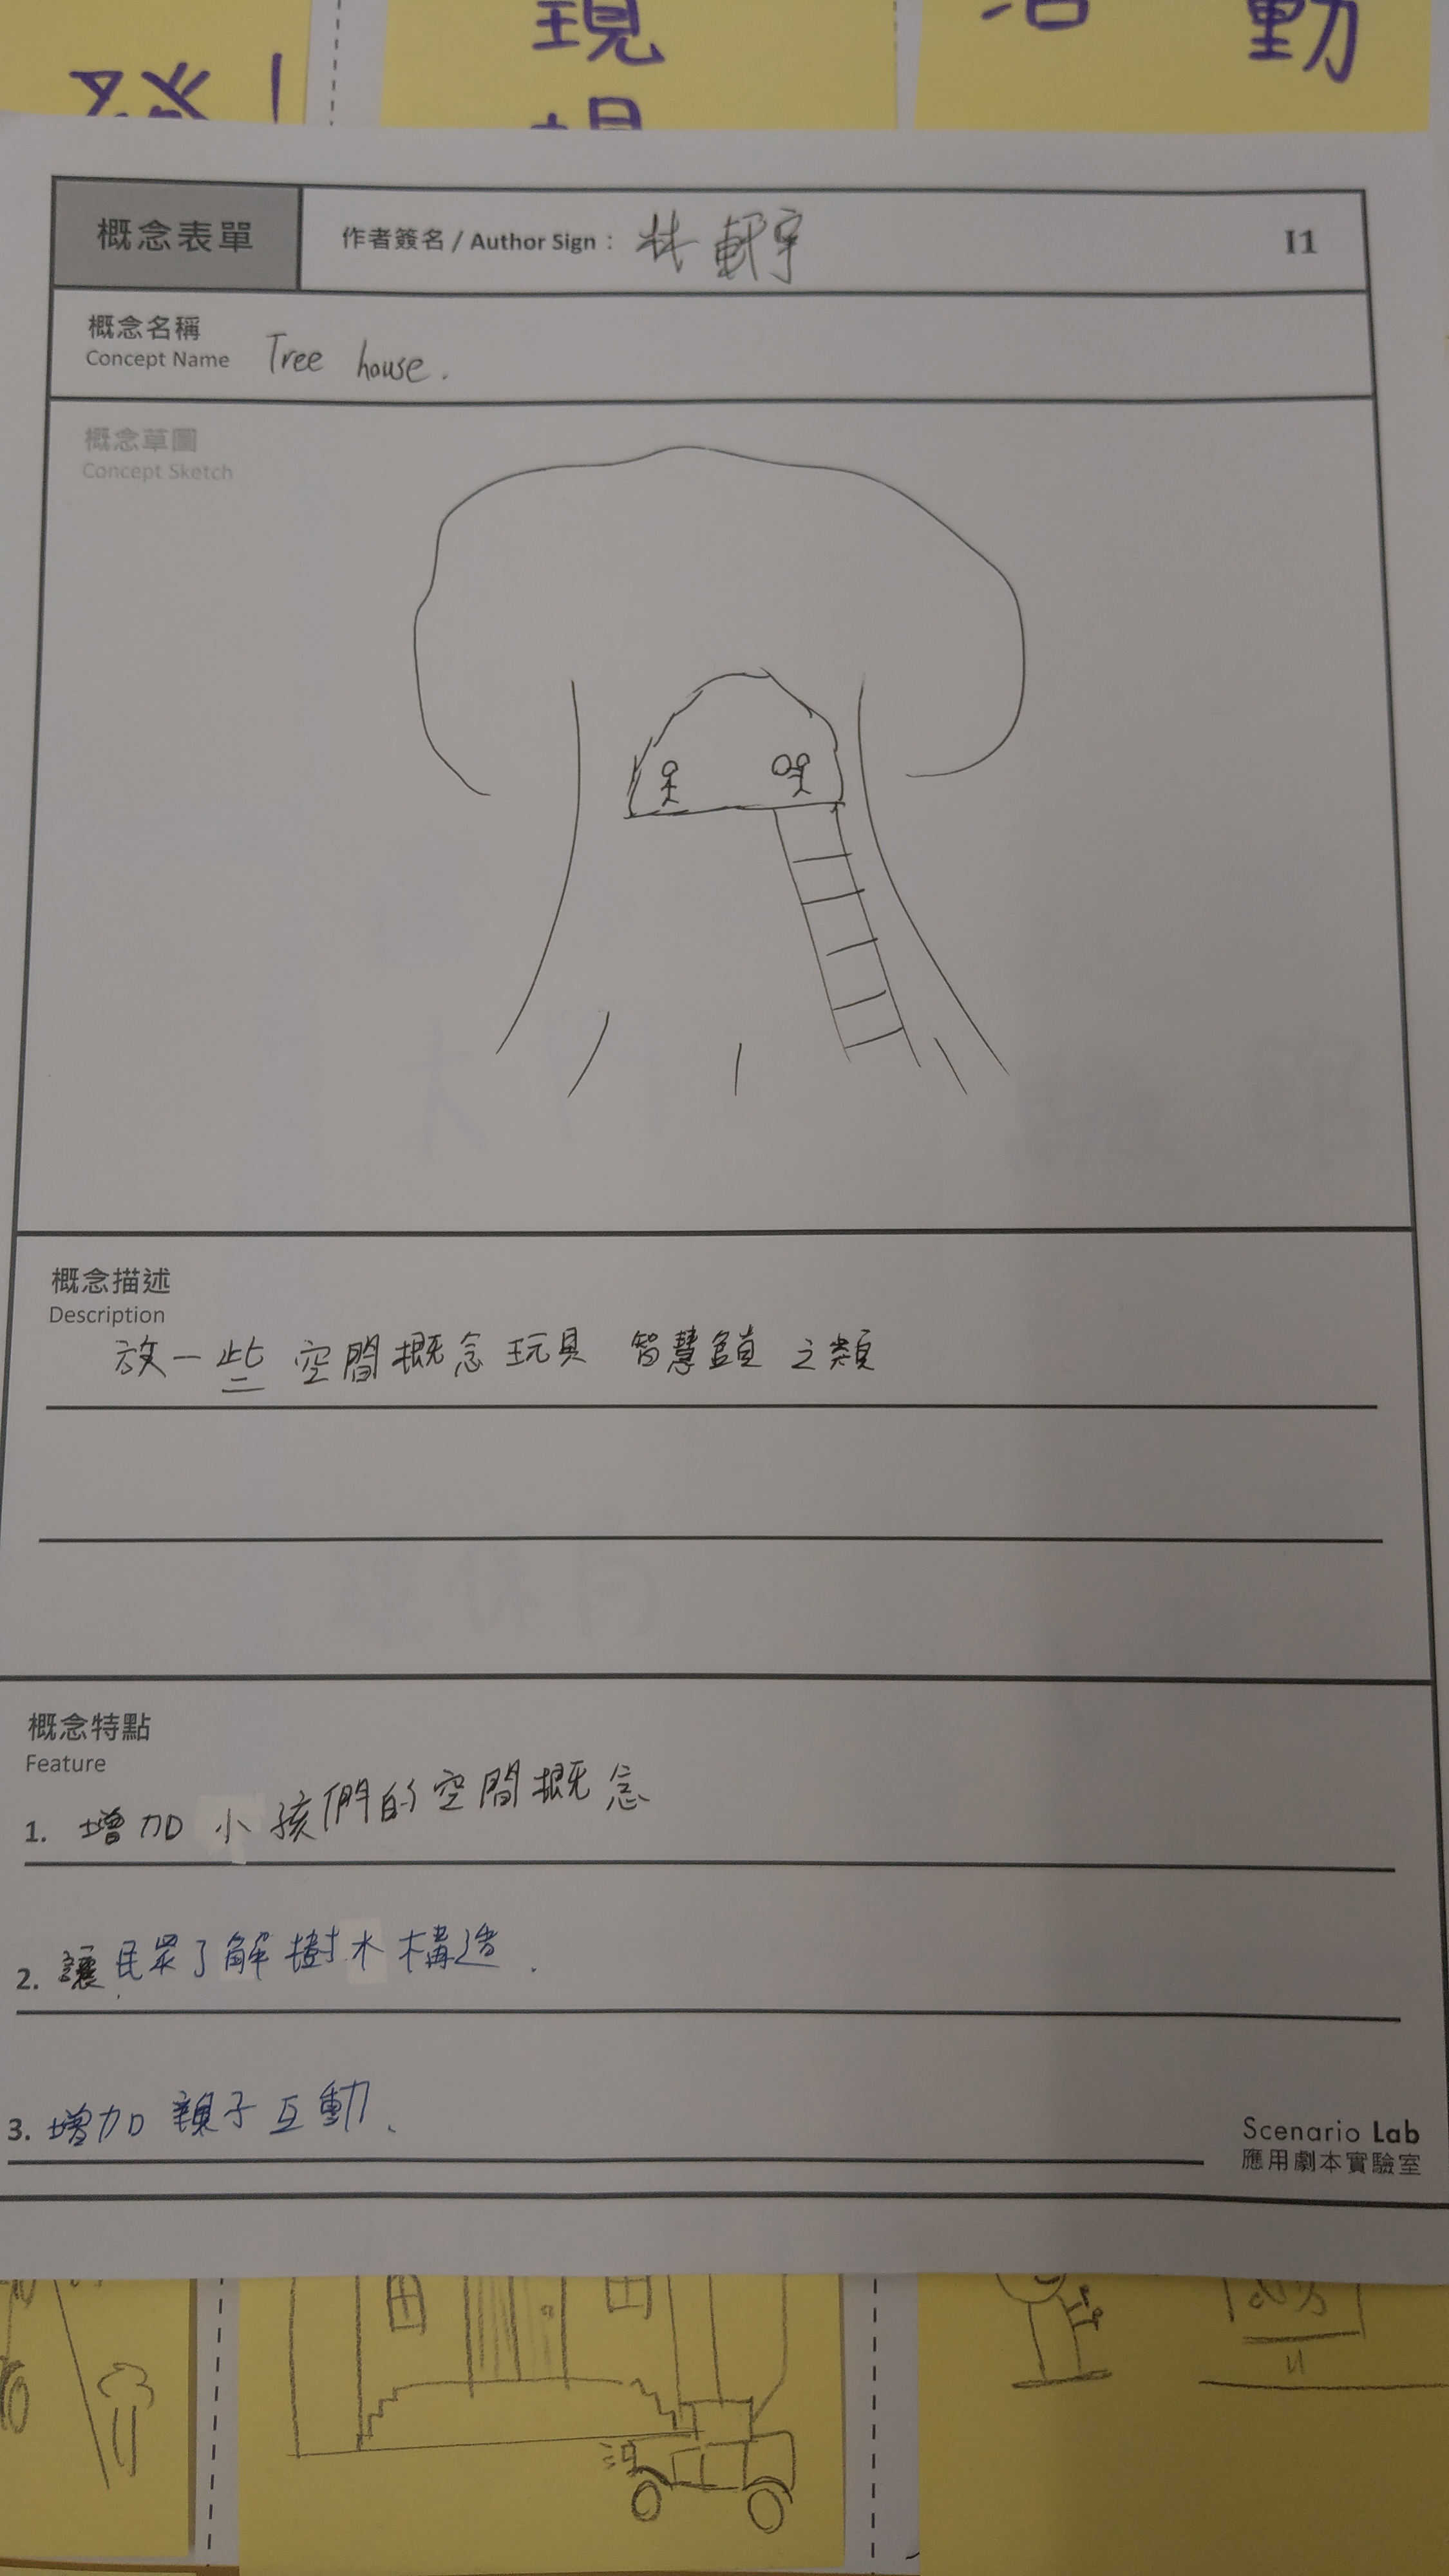 現
活 動
概念表單
作者簽名 / Author Sign : 林軒宇
I1
概念名稱
Concept Name Tree house.
概念草圖
Concept Sketch
概念描述
Description
放一些 空間概念玩具 智慧鎖 之類
概念特點
Feature
1. 增加 小孩們的空間概念
2. 讓民眾了解樹木構造.
3. 增加親子互動、
Scenario Lab
應用劇本實驗室